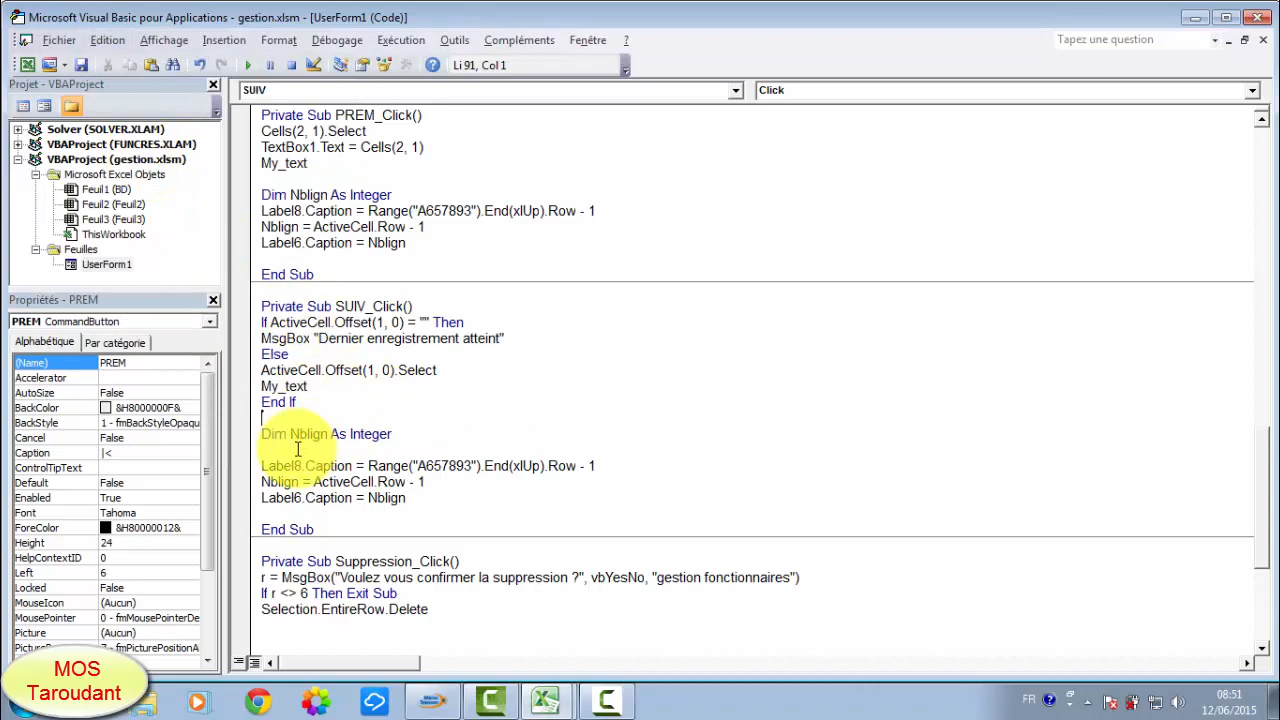 Microsoft Visual Basic pour Applications - gestion.xlsm - [UserForm1 (Code)]
Fichier Edition Affichage Insertion Format Débogage Exécution Outils Compléments Fenêtre ?
Tapez une question
Li 91, Col 1
Projet - VBAProject
Solver (SOLVER.XLAM)
VBAProject (FUNCRES.XLAM)
VBAProject (gestion.xlsm)
Microsoft Excel Objets
Feuil1 (BD)
Feuil2 (Feuil2)
Feuil3 (Feuil3)
ThisWorkbook
Feuilles
UserForm1
Propriétés - PREM
PREM CommandButton
Alphabétique Par catégorie
(Name) PREM
Accelerator
AutoSize False
BackColor &H8000000F&
BackStyle 1 - fmBackStyleOpaqu
Cancel False
Caption |<
ControlTipText
Default False
Enabled True
Font Tahoma
ForeColor &H80000012&
Height 24
HelpContextID 0
Left 6
Locked False
MouseIcon (Aucun)
MousePointer 0 - fmMousePointerDe
Picture (Aucun)
SUIV Click
Private Sub PREM_Click()
Cells(2, 1).Select
TextBox1.Text = Cells(2, 1)
My_text
Dim Nblign As Integer
Label8.Caption = Range("A657893").End(xlUp).Row - 1
Nblign = ActiveCell.Row - 1
Label6.Caption = Nblign
End Sub
Private Sub SUIV_Click()
If ActiveCell.Offset(1, 0) = "" Then
MsgBox "Dernier enregistrement atteint"
Else
ActiveCell.Offset(1, 0).Select
My_text
End If
Dim Nblign As Integer
Label8.Caption = Range("A657893").End(xlUp).Row - 1
Nblign = ActiveCell.Row - 1
Label6.Caption = Nblign
End Sub
Private Sub Suppression_Click()
r = MsgBox("Voulez vous confirmer la suppression ?", vbYesNo, "gestion fonctionnaires")
If r <> 6 Then Exit Sub
Selection.EntireRow.Delete
MOS
Taroudant
FR
08:51
12/06/2015